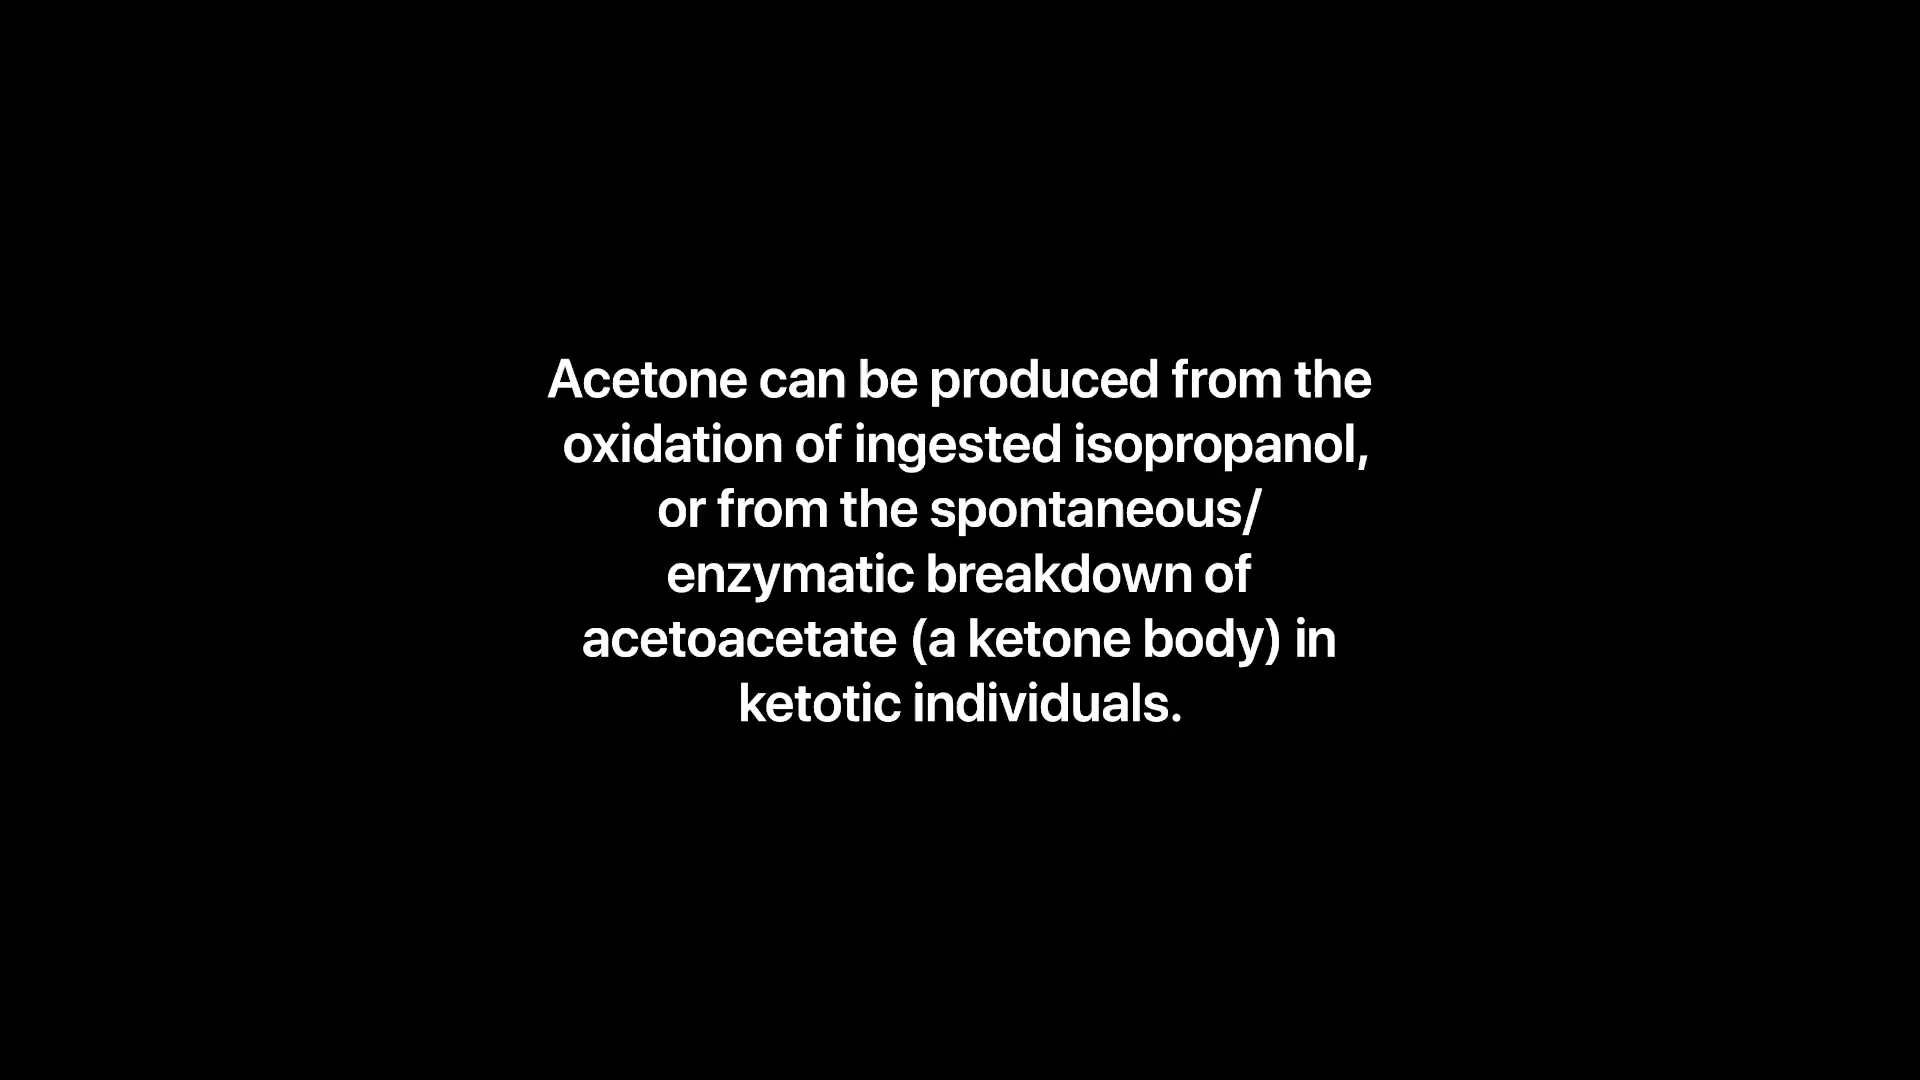 Acetone can be produced from the
oxidation of ingested isopropanol,
or from the spontaneous/
enzymatic breakdown of
acetoacetate (a ketone body) in
ketotic individuals.